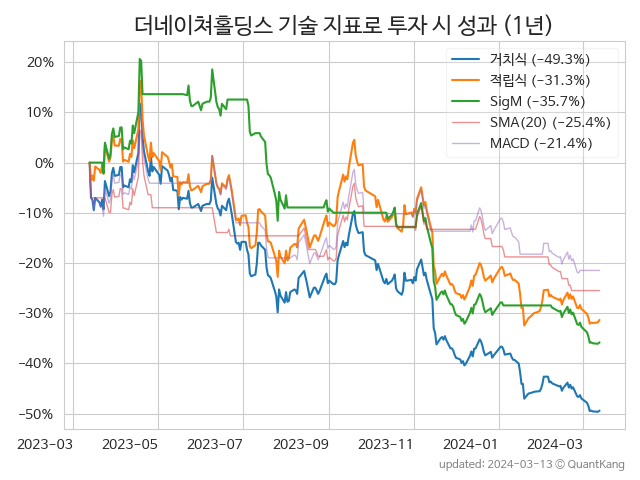 더네이쳐홀딩스 기술 지표로 투자 시 성과 (1년)
거치식 (−49.3%)
적립식 (−31.3%)
SigM (−35.7%)
SMA(20) (−25.4%)
MACD (−21.4%)
20%
10%
0%
−10%
−20%
−30%
−40%
−50%
2023-03 2023-05 2023-07 2023-09 2023-11 2024-01 2024-03
updated: 2024-03-13 © QuantKang